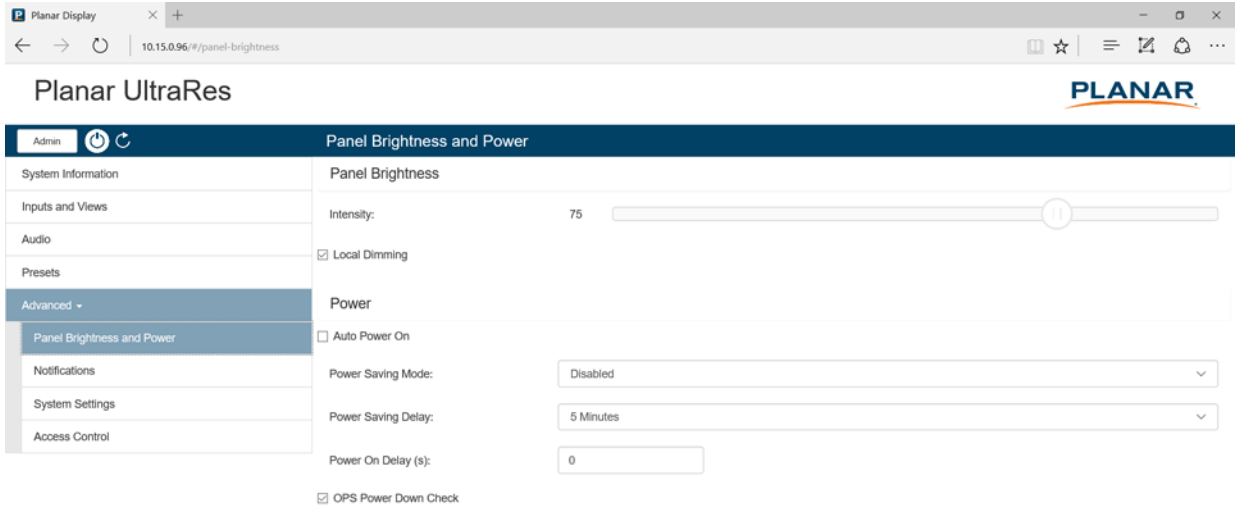 Planar Display
10.15.0.96/#/panel-brightness
Planar UltraRes
PLANAR
Admin
Panel Brightness and Power
System Information
Inputs and Views
Audio
Presets
Advanced
Panel Brightness and Power
Notifications
System Settings
Access Control
Panel Brightness
Intensity: 75
Local Dimming
Power
Auto Power On
Power Saving Mode: Disabled
Power Saving Delay: 5 Minutes
Power On Delay (s): 0
OPS Power Down Check